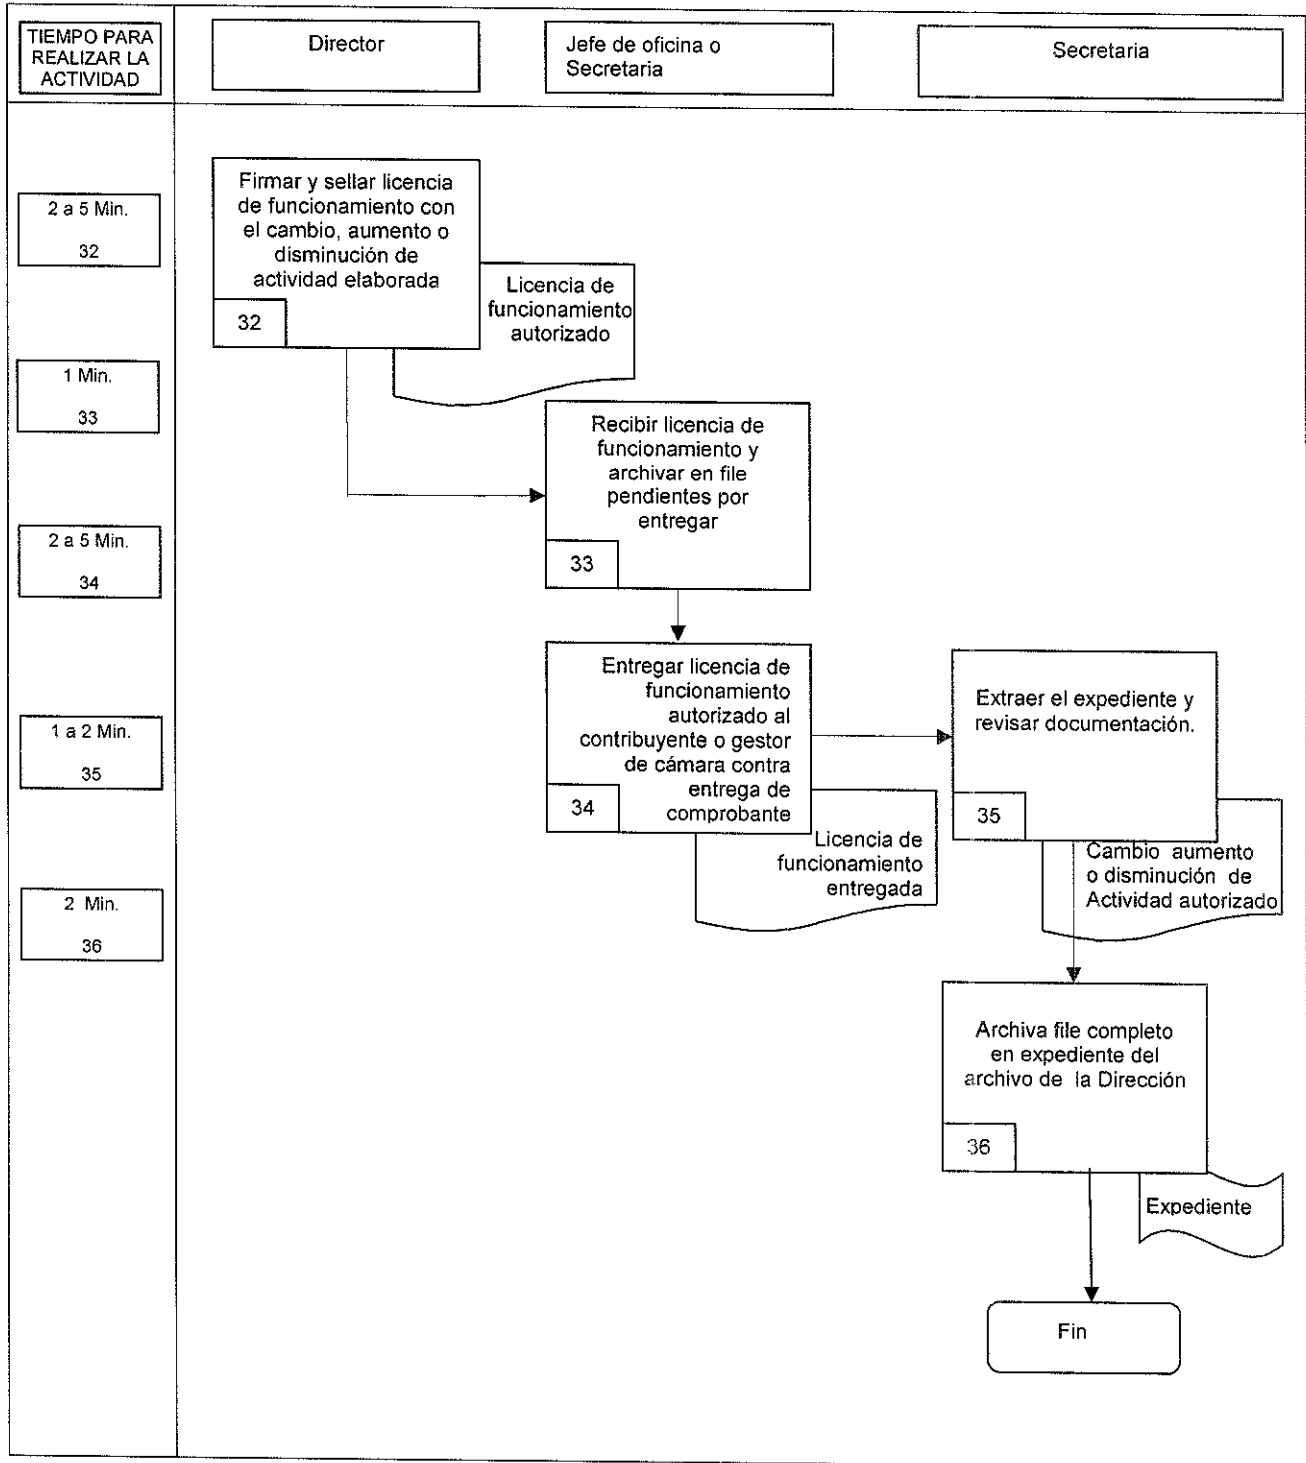 TIEMPO PARA
REALIZAR LA
ACTIVIDAD
Director
Jefe de oficina o
Secretaria
Secretaria
2 a 5 Min.
32
Firmar y sellar licencia
de funcionamiento con
el cambio, aumento o
disminución de
actividad elaborada
32
Licencia de
funcionamiento
autorizado
1 Min.
33
Recibir licencia de
funcionamiento y
archivar en file
pendientes por
entregar
33
2 a 5 Min.
34
Entregar licencia de
funcionamiento
autorizado al
contribuyente o gestor
de cámara contra
entrega de
comprobante
34
Licencia de
funcionamiento
entregada
1 a 2 Min.
35
Extraer el expediente y
revisar documentación.
35
Cambio aumento
o disminución de
Actividad autorizado
2 Min.
36
Archiva file completo
en expediente del
archivo de la Dirección
36
Expediente
Fin